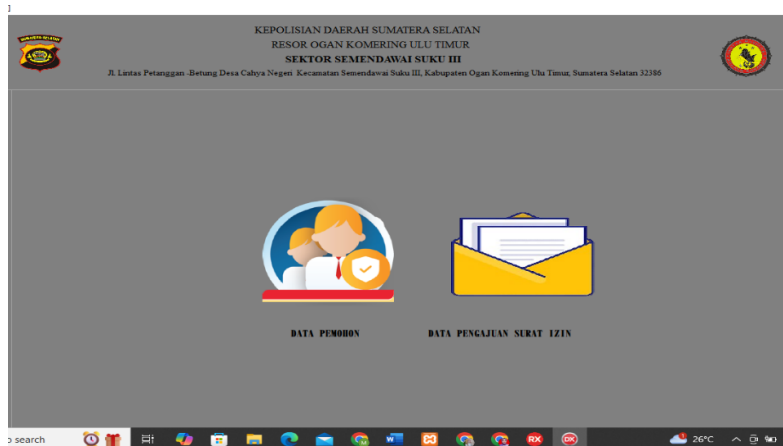 KEPOLISIAN DAERAH SUMATERA SELATAN
RESOR OGAN KOMERING ULU TIMUR
SEKTOR SEMENDAWAI SUKU III
Jl. Lintas Petanggan -Betung Desa Cahya Negeri Kecamatan Semendawai Suku III, Kabupaten Ogan Komering Ulu Timur, Sumatera Selatan 32386
DATA PEMOHON
DATA PENGAJUAN SURAT IZIN
search
26°C